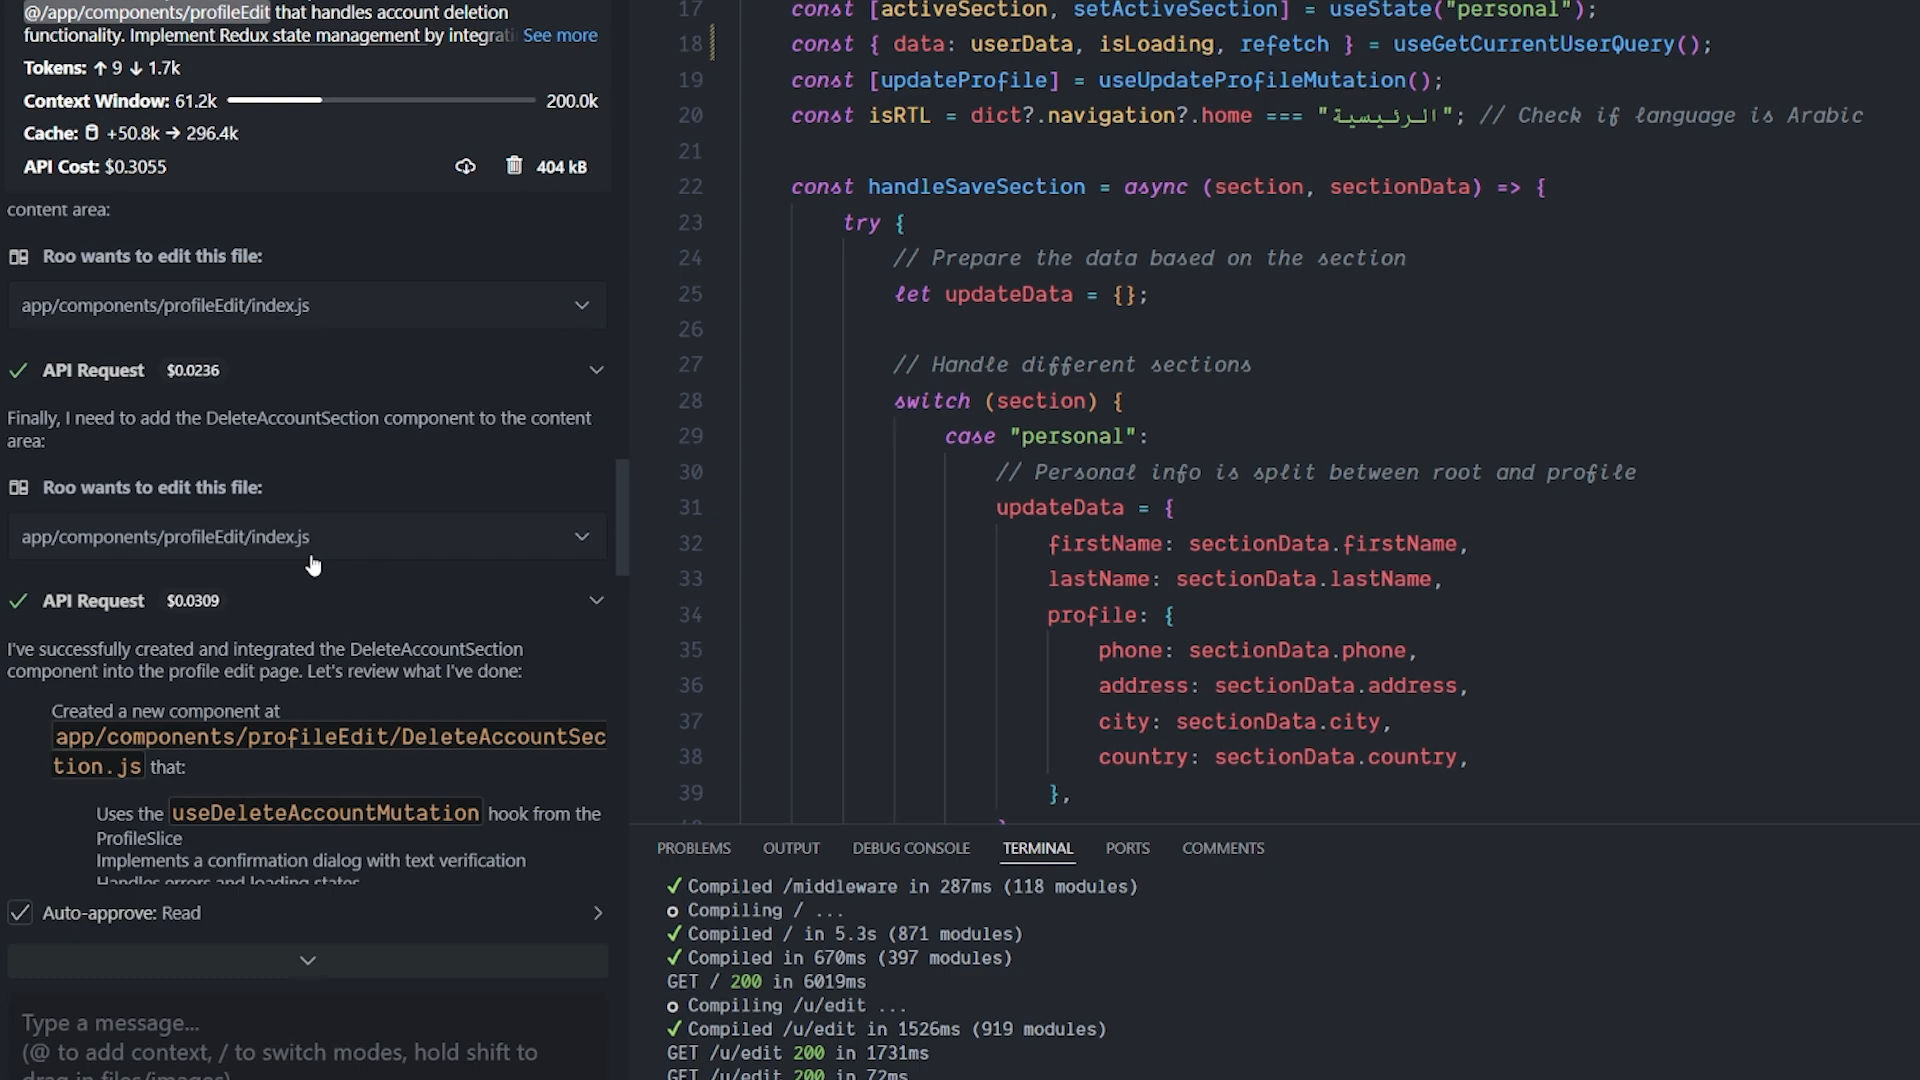 @/app/components/profileEdit that handles account deletion
functionality. Implement Redux state management by integrati See more
Tokens: ↑ 9 ↓ 1.7k
Context Window: 61.2k 200.0k
Cache: +50.8k → 296.4k
API Cost: $0.3055 404 kB
content area:
Roo wants to edit this file:
app/components/profileEdit/index.js
API Request $0.0236
Finally, I need to add the DeleteAccountSection component to the content
area:
Roo wants to edit this file:
app/components/profileEdit/index.js
API Request $0.0309
I've successfully created and integrated the DeleteAccountSection
component into the profile edit page. Let's review what I've done:
Created a new component at
app/components/profileEdit/DeleteAccountSec
tion.js that:
Uses the useDeleteAccountMutation hook from the
ProfileSlice
Implements a confirmation dialog with text verification
Handles errors and loading states
Auto-approve: Read
Type a message...
(@ to add context, / to switch modes, hold shift to
drag in files/images)
17 const [activeSection, setActiveSection] = useState("personal");
18 const { data: userData, isLoading, refetch } = useGetCurrentUserQuery();
19 const [updateProfile] = useUpdateProfileMutation();
20 const isRTL = dict?.navigation?.home === "الرئيسية"; // Check if language is Arabic
21
22 const handleSaveSection = async (section, sectionData) => {
23 try {
24 // Prepare the data based on the section
25 let updateData = {};
26
27 // Handle different sections
28 switch (section) {
29 case "personal":
30 // Personal info is split between root and profile
31 updateData = {
32 firstName: sectionData.firstName,
33 lastName: sectionData.lastName,
34 profile: {
35 phone: sectionData.phone,
36 address: sectionData.address,
37 city: sectionData.city,
38 country: sectionData.country,
39 },
PROBLEMS OUTPUT DEBUG CONSOLE TERMINAL PORTS COMMENTS
✓ Compiled /middleware in 287ms (118 modules)
○ Compiling / ...
✓ Compiled / in 5.3s (871 modules)
✓ Compiled in 670ms (397 modules)
GET / 200 in 6019ms
○ Compiling /u/edit ...
✓ Compiled /u/edit in 1526ms (919 modules)
GET /u/edit 200 in 1731ms
GET /u/edit 200 in 72ms